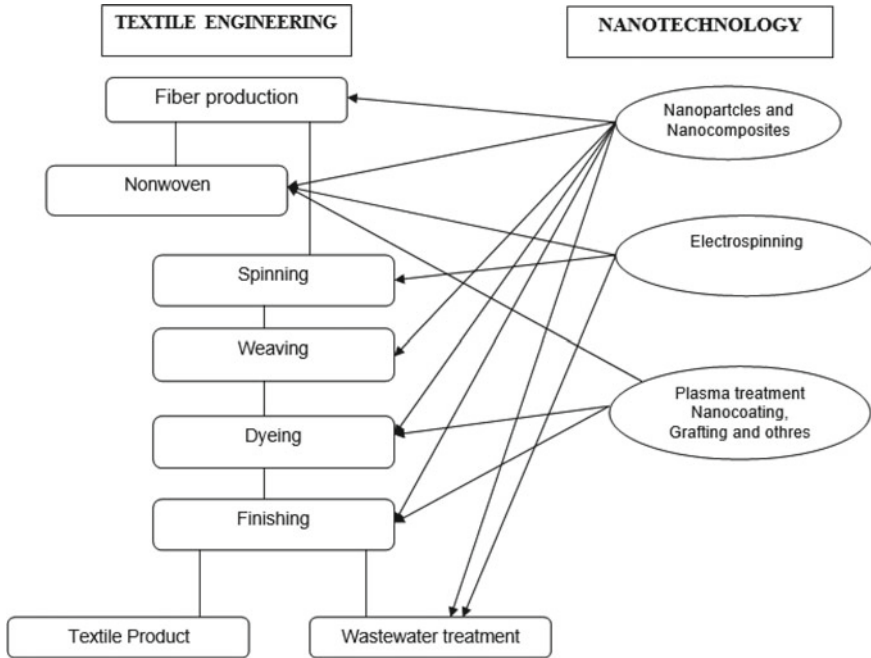 TEXTILE ENGINEERING
NANOTECHNOLOGY
Fiber production
Nanopartcles and
Nanocomposites
Nonwoven
Electrospinning
Spinning
Weaving
Plasma treatment
Nanocoating,
Grafting and othres
Dyeing
Finishing
Textile Product
Wastewater treatment